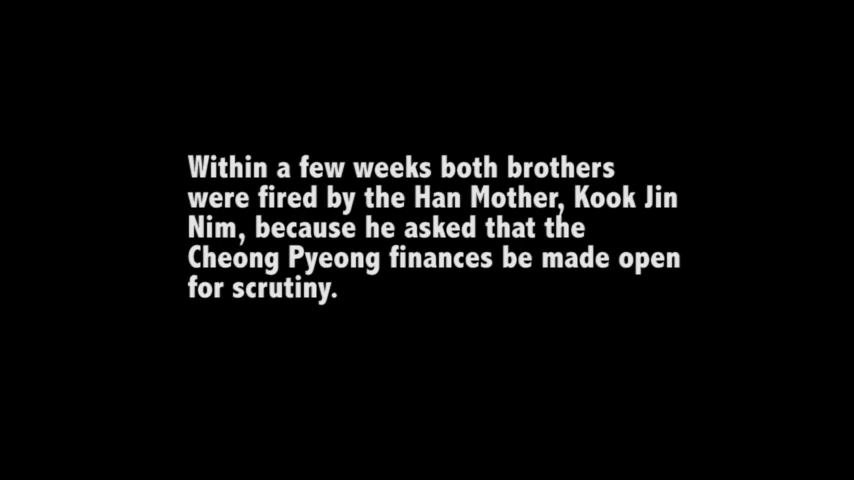 Within a few weeks both brothers
were fired by the Han Mother, Kook Jin
Nim, because he asked that the
Cheong Pyeong finances be made open
for scrutiny.